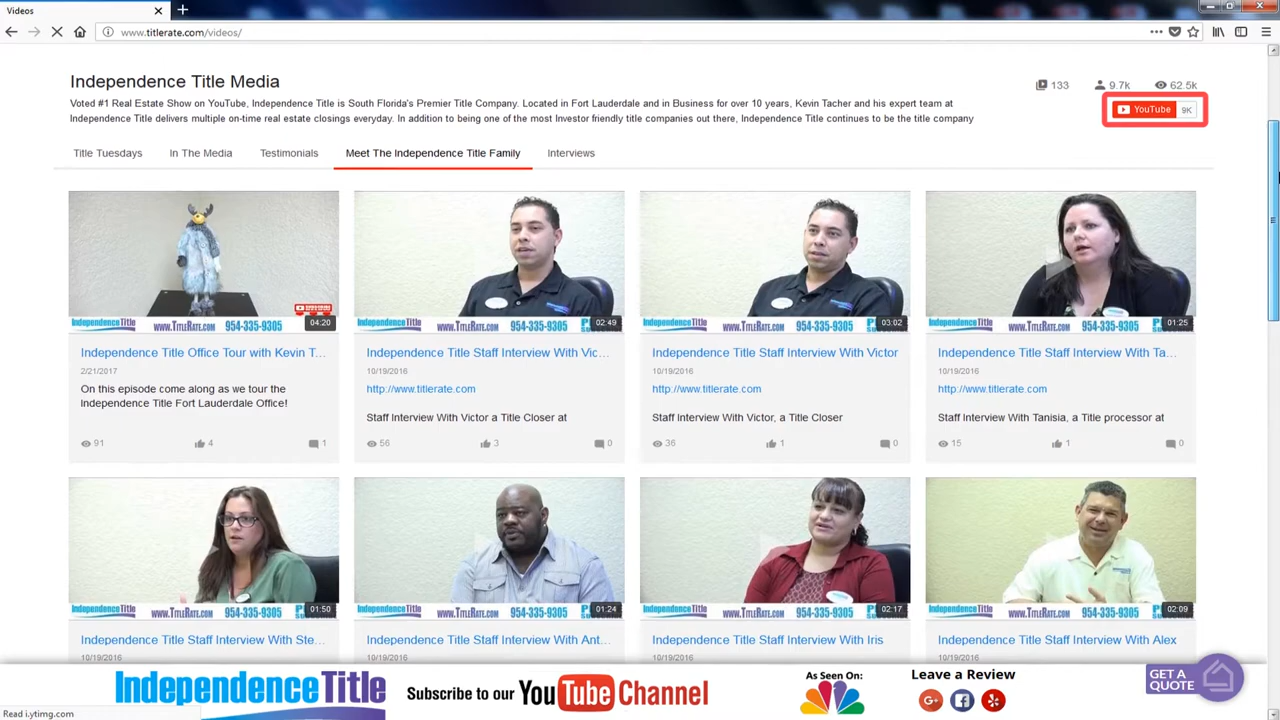 Videos
www.titlerate.com/videos/
Independence Title Media
133 9.7k 62.5k
Voted #1 Real Estate Show on YouTube, Independence Title is South Florida's Premier Title Company. Located in Fort Lauderdale and in Business for over 10 years, Kevin Tacher and his expert team at
YouTube 9K
Independence Title delivers multiple on-time real estate closings everyday. In addition to being one of the most Investor friendly title companies out there, Independence Title continues to be the title company
Title Tuesdays In The Media Testimonials Meet The Independence Title Family Interviews
IndependenceTitle www.TitleRate.com 954-335-9305 04:20
IndependenceTitle www.TitleRate.com 954-335-9305 02:49
IndependenceTitle www.TitleRate.com 954-335-9305 03:02
IndependenceTitle www.TitleRate.com 954-335-9305 01:25
Independence Title Office Tour with Kevin T...
2/21/2017
On this episode come along as we tour the
Independence Title Fort Lauderdale Office!
91 4 1
Independence Title Staff Interview With Vic...
10/19/2016
http://www.titlerate.com
Staff Interview With Victor a Title Closer at
56 3 0
Independence Title Staff Interview With Victor
10/19/2016
http://www.titlerate.com
Staff Interview With Victor, a Title Closer
36 1 0
Independence Title Staff Interview With Ta...
10/19/2016
http://www.titlerate.com
Staff Interview With Tanisia, a Title processor at
15 1 0
IndependenceTitle www.TitleRate.com 954-335-9305 01:50
IndependenceTitle www.TitleRate.com 954-335-9305 01:24
IndependenceTitle www.TitleRate.com 954-335-9305 02:17
IndependenceTitle www.TitleRate.com 954-335-9305 02:09
Independence Title Staff Interview With Ste...
10/19/2016
Independence Title Staff Interview With Ant...
10/19/2016
Independence Title Staff Interview With Iris
10/19/2016
Independence Title Staff Interview With Alex
10/19/2016
IndependenceTitle
Subscribe to our YouTube Channel
As Seen On:
Leave a Review
G+
GET A
QUOTE
Read i.ytimg.com